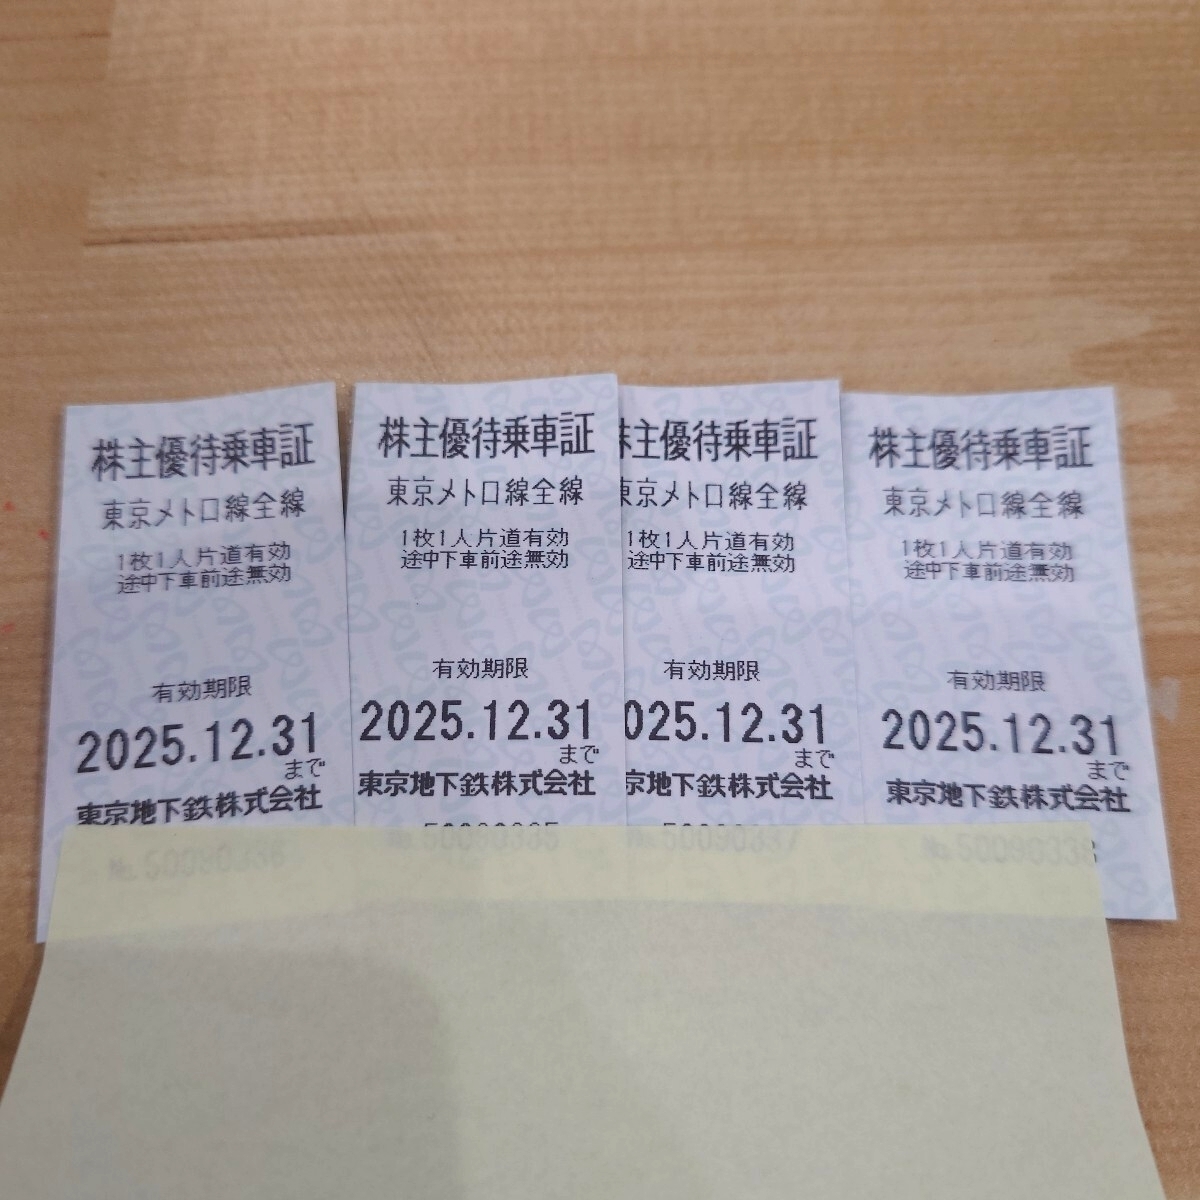 株主優待乗車証
東京メトロ線全線
1枚1人片道有効
途中下車前途無効
有効期限
2025.12.31
まで
東京地下鉄株式会社
株主優待乗車証
東京メトロ線全線
1枚1人片道有効
途中下車前途無効
有効期限
2025.12.31
まで
東京地下鉄株式会社
主優待乗車証
京メトロ線全線
1枚1人片道有効
途中下車前途無効
有効期限
025.12.31
まで
京地下鉄株式会社
株主優待乗車証
東京メトロ線全線
1枚1人片道有効
途中下車前途無効
有効期限
2025.12.31
まで
東京地下鉄株式会社